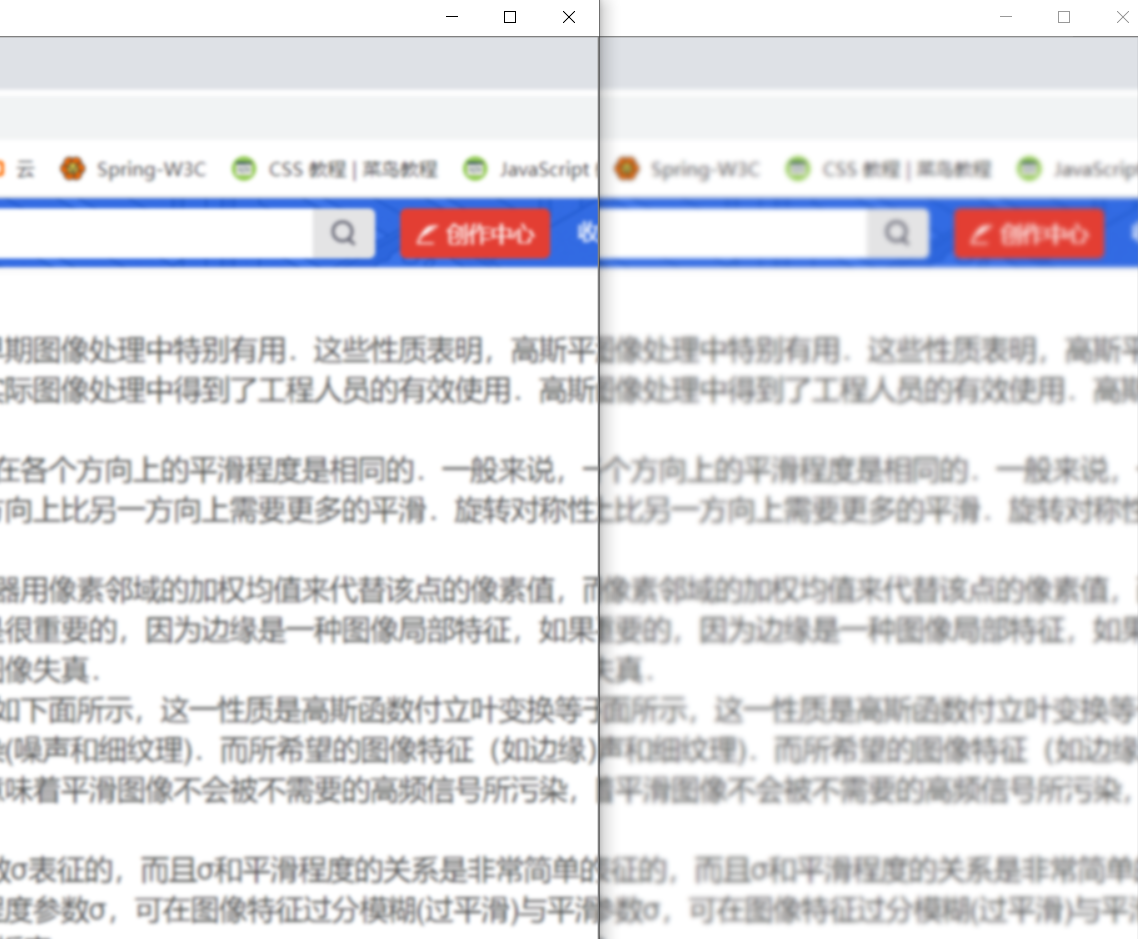 云 Spring-W3C CSS 教程 | 菜鸟教程 JavaScript
创作中心 收
期图像处理中特别有用．这些性质表明，高斯平
际图像处理中得到了工程人员的有效使用．高斯
在各个方向上的平滑程度是相同的．一般来说，一
方向上比另一方向上需要更多的平滑．旋转对称性
器用像素邻域的加权均值来代替该点的像素值，而
很重要的，因为边缘是一种图像局部特征，如果
图像失真．
如下面所示，这一性质是高斯函数付立叶变换等于
(噪声和细纹理)．而所希望的图像特征（如边缘)
味着平滑图像不会被不需要的高频信号所污染，
数σ表征的，而且σ和平滑程度的关系是非常简单的
程度参数σ，可在图像特征过分模糊(过平滑)与平滑
Spring-W3C CSS 教程 | 菜鸟教程 JavaScript
创作中心
图像处理中特别有用．这些性质表明，高斯平
图像处理中得到了工程人员的有效使用．高斯
个方向上的平滑程度是相同的．一般来说，
上比另一方向上需要更多的平滑．旋转对称性
像素邻域的加权均值来代替该点的像素值，
重要的，因为边缘是一种图像局部特征，如果
失真．
面所示，这一性质是高斯函数付立叶变换等
声和细纹理)．而所希望的图像特征（如边缘
着平滑图像不会被不需要的高频信号所污染，
表征的，而且σ和平滑程度的关系是非常简单
参数σ，可在图像特征过分模糊(过平滑)与平